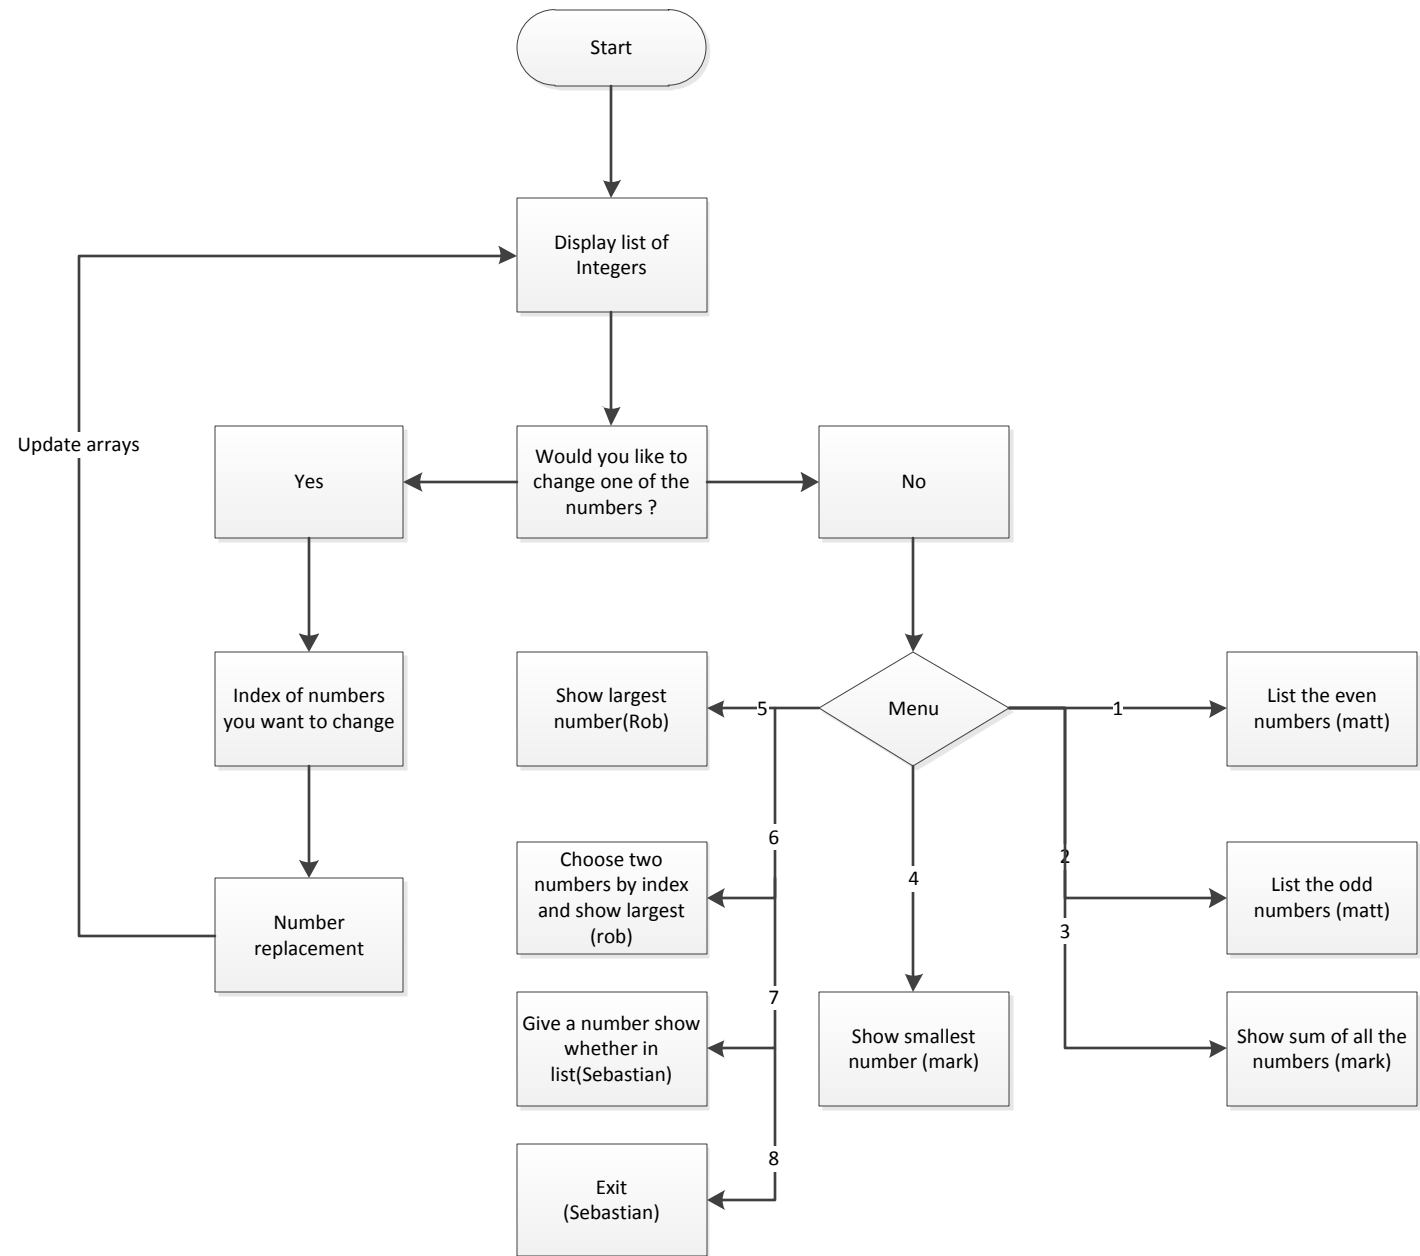 Start
Display list of
Integers
Update arrays
Yes
Would you like to
change one of the
numbers ?
No
Index of numbers
you want to change
Show largest
number(Rob)
5
Menu
1
List the even
numbers (matt)
6
Choose two
numbers by index
and show largest
(rob)
4
2
List the odd
numbers (matt)
3
Number
replacement
7
Give a number show
whether in
list(Sebastian)
Show smallest
number (mark)
Show sum of all the
numbers (mark)
8
Exit
(Sebastian)